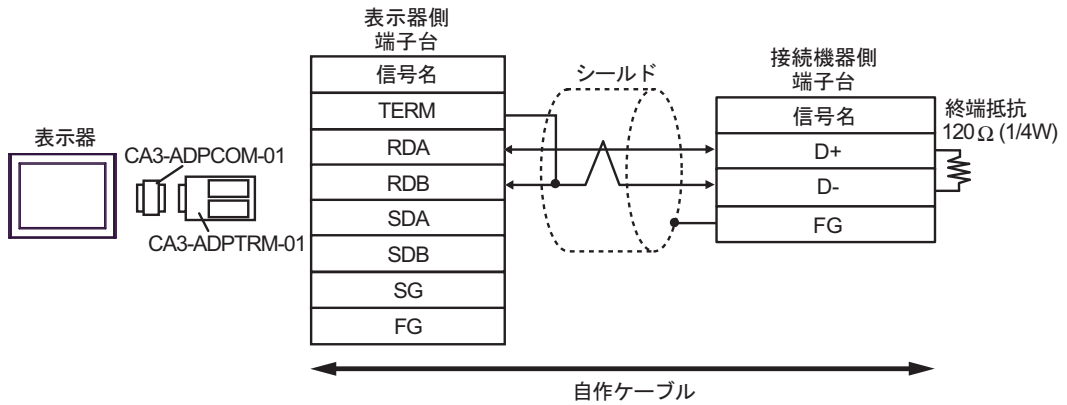 表示器側
端子台
信号名
TERM
RDA
RDB
SDA
SDB
SG
FG
シールド
接続機器側
端子台
信号名
D+
D-
FG
終端抵抗
120Ω (1/4W)
表示器
CA3-ADPCOM-01
CA3-ADPTRM-01
自作ケーブル